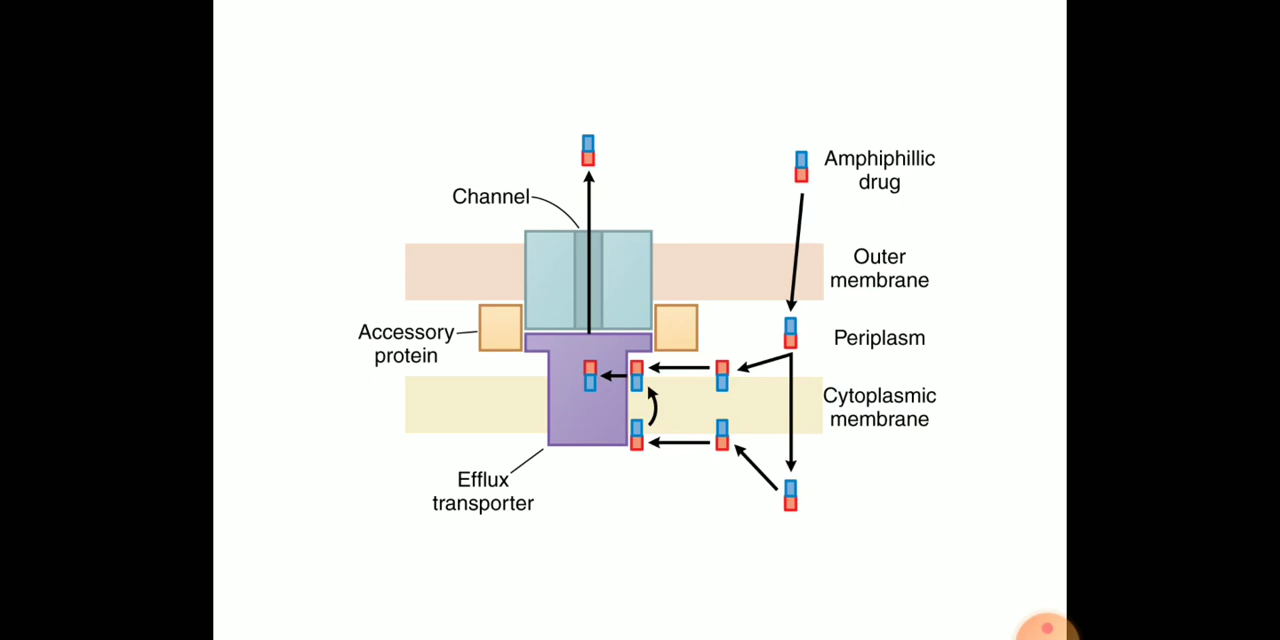 Channel
Amphiphillic
drug
Outer
membrane
Accessory
protein
Periplasm
Cytoplasmic
membrane
Efflux
transporter